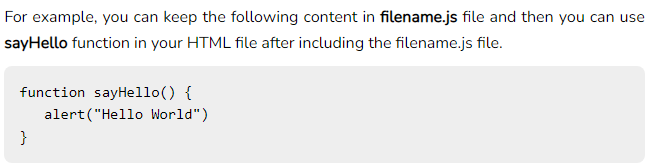 For example, you can keep the following content in filename.js file and then you can use
sayHello function in your HTML file after including the filename.js file.
function sayHello() {
   alert("Hello World")
}